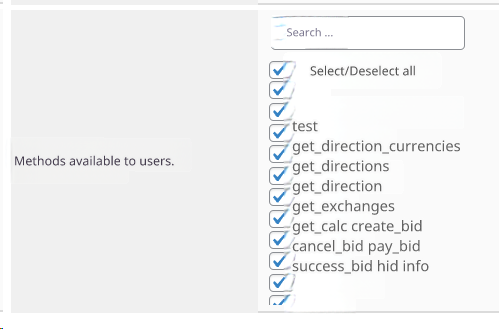 Search ...
Select/Deselect all
Methods available to users.
test
get_direction_currencies
get_directions
get_direction
get_exchanges
get_calc create_bid
cancel_bid pay_bid
success_bid hid info